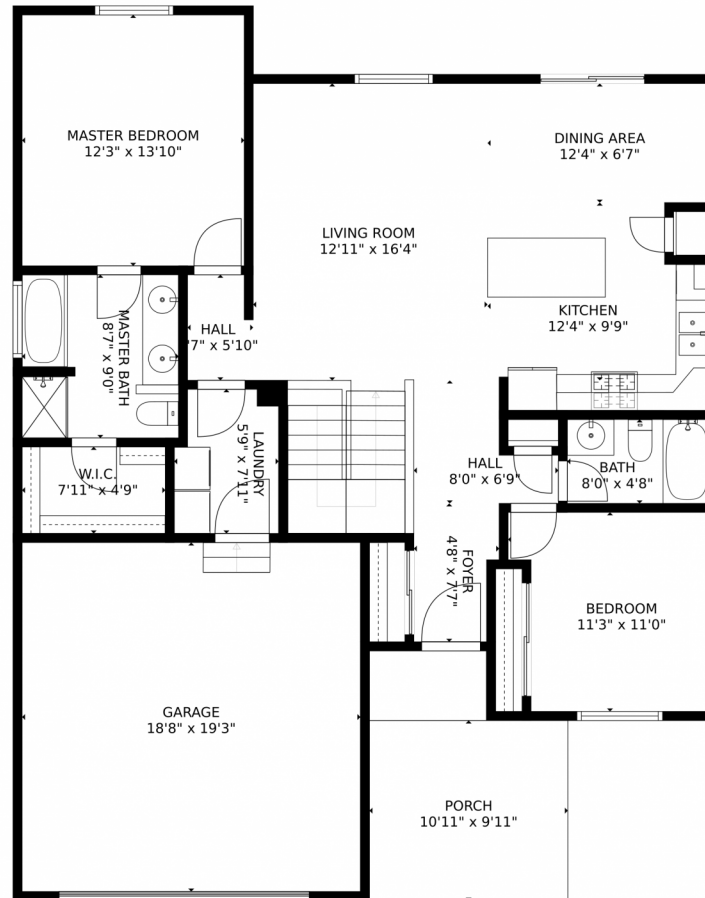 MASTER BEDROOM
12'3" x 13'10"
DINING AREA
12'4" x 6'7"
LIVING ROOM
12'11" x 16'4"
KITCHEN
12'4" x 9'9"
HALL
'7" x 5'10"
MASTER BATH
8'7" x 9'0"
LAUNDRY
5'9" x 7'11"
W.I.C.
7'11" x 4'9"
HALL
8'0" x 6'9"
BATH
8'0" x 4'8"
FOYER
4'8" x 7'7"
BEDROOM
11'3" x 11'0"
GARAGE
18'8" x 19'3"
PORCH
10'11" x 9'11"